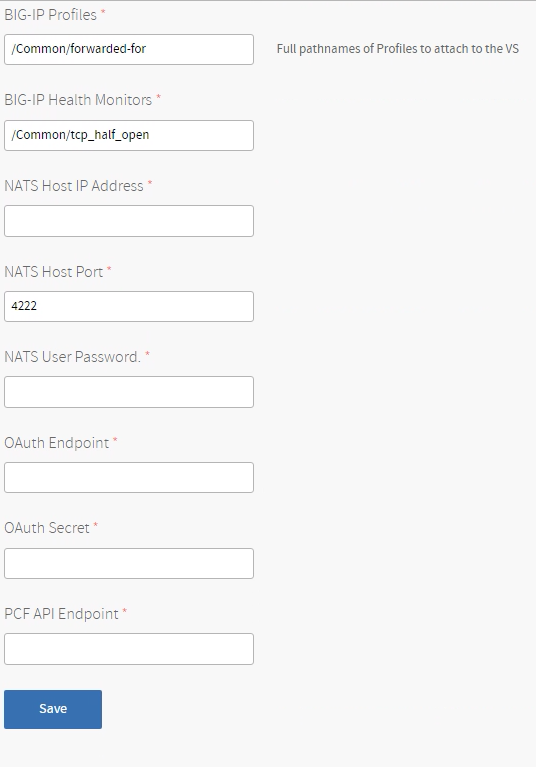 BIG-IP Profiles *
/Common/forwarded-for Full pathnames of Profiles to attach to the VS
BIG-IP Health Monitors *
/Common/tcp_half_open
NATS Host IP Address *
NATS Host Port *
4222
NATS User Password. *
OAuth Endpoint *
OAuth Secret *
PCF API Endpoint *
Save